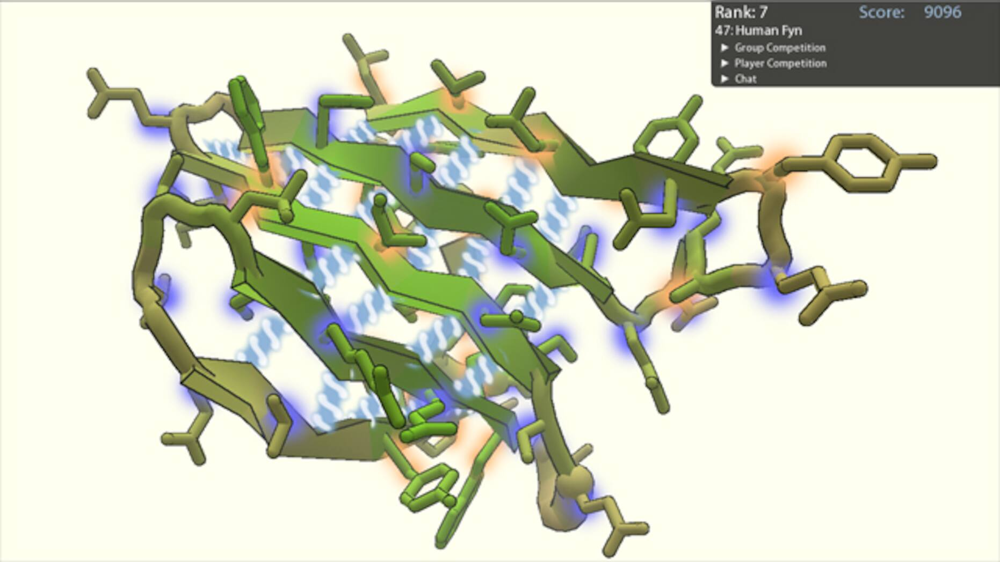 Rank: 7 Score: 9096
47: Human Fyn
Group Competition
Player Competition
Chat